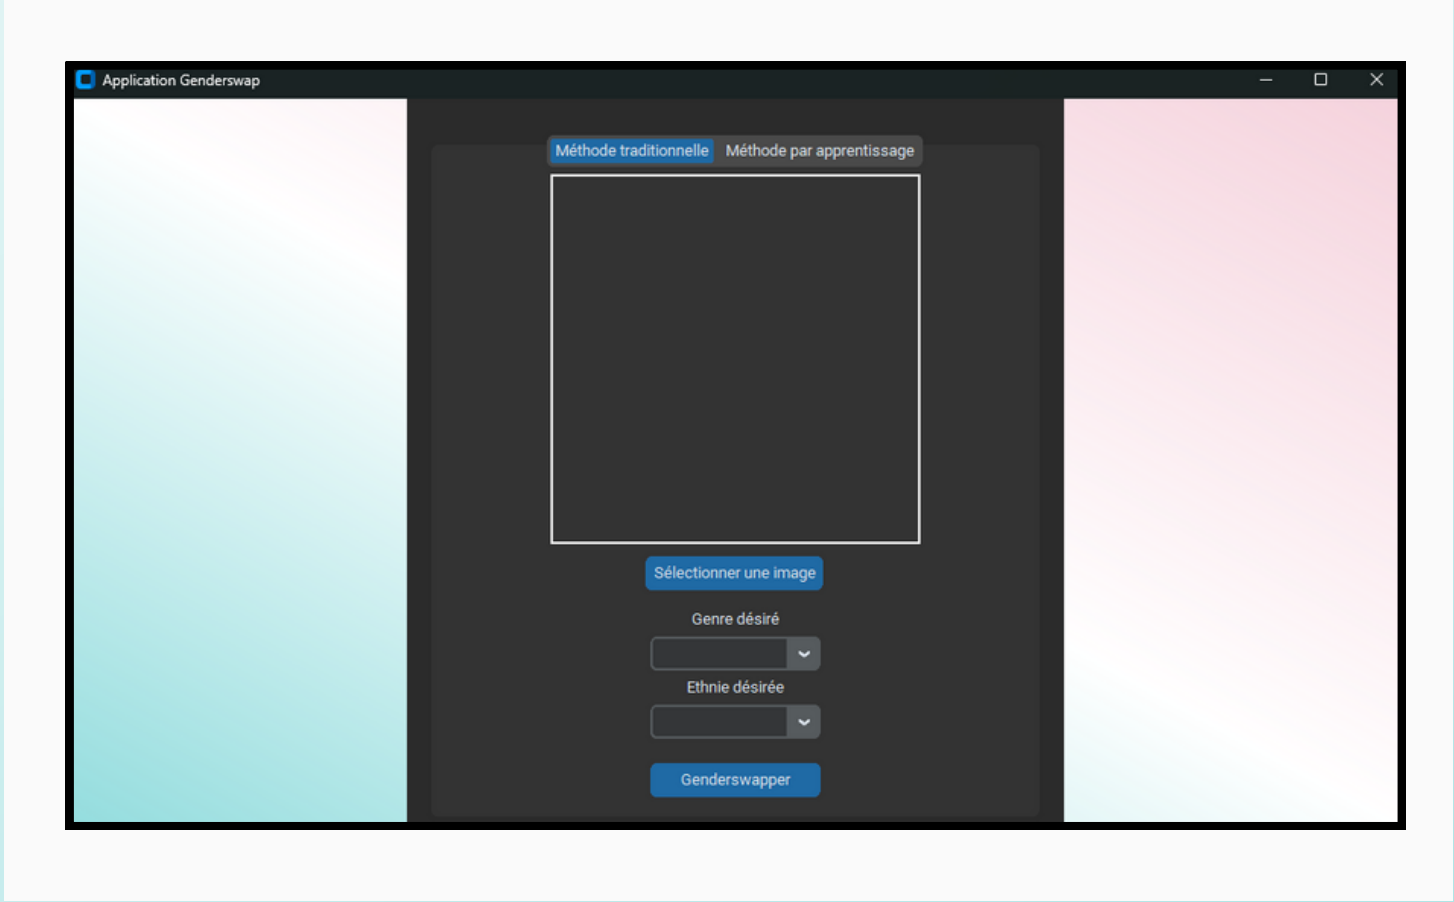 Application Genderswap
Méthode traditionnelle Méthode par apprentissage
Sélectionner une image
Genre désiré
Ethnie désirée
Genderswapper